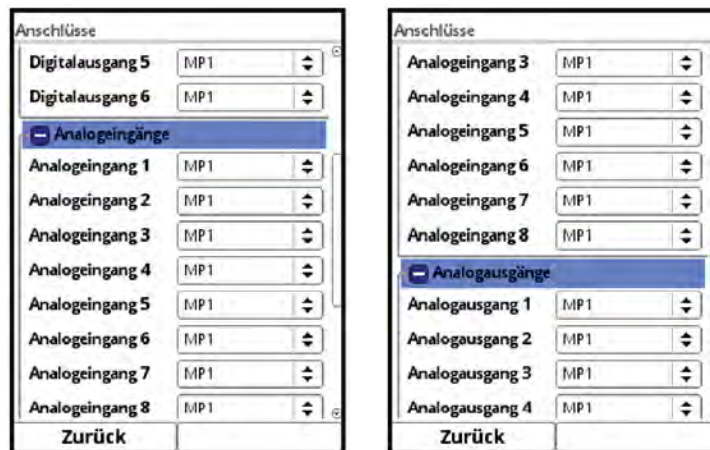 Anschlüsse
Digitalausgang 5 MP1
Digitalausgang 6 MP1
Analogeingänge
Analogeingang 1 MP1
Analogeingang 2 MP1
Analogeingang 3 MP1
Analogeingang 4 MP1
Analogeingang 5 MP1
Analogeingang 6 MP1
Analogeingang 7 MP1
Analogeingang 8 MP1
Zurück
Anschlüsse
Analogeingang 3 MP1
Analogeingang 4 MP1
Analogeingang 5 MP1
Analogeingang 6 MP1
Analogeingang 7 MP1
Analogeingang 8 MP1
Analogausgänge
Analogausgang 1 MP1
Analogausgang 2 MP1
Analogausgang 3 MP1
Analogausgang 4 MP1
Zurück